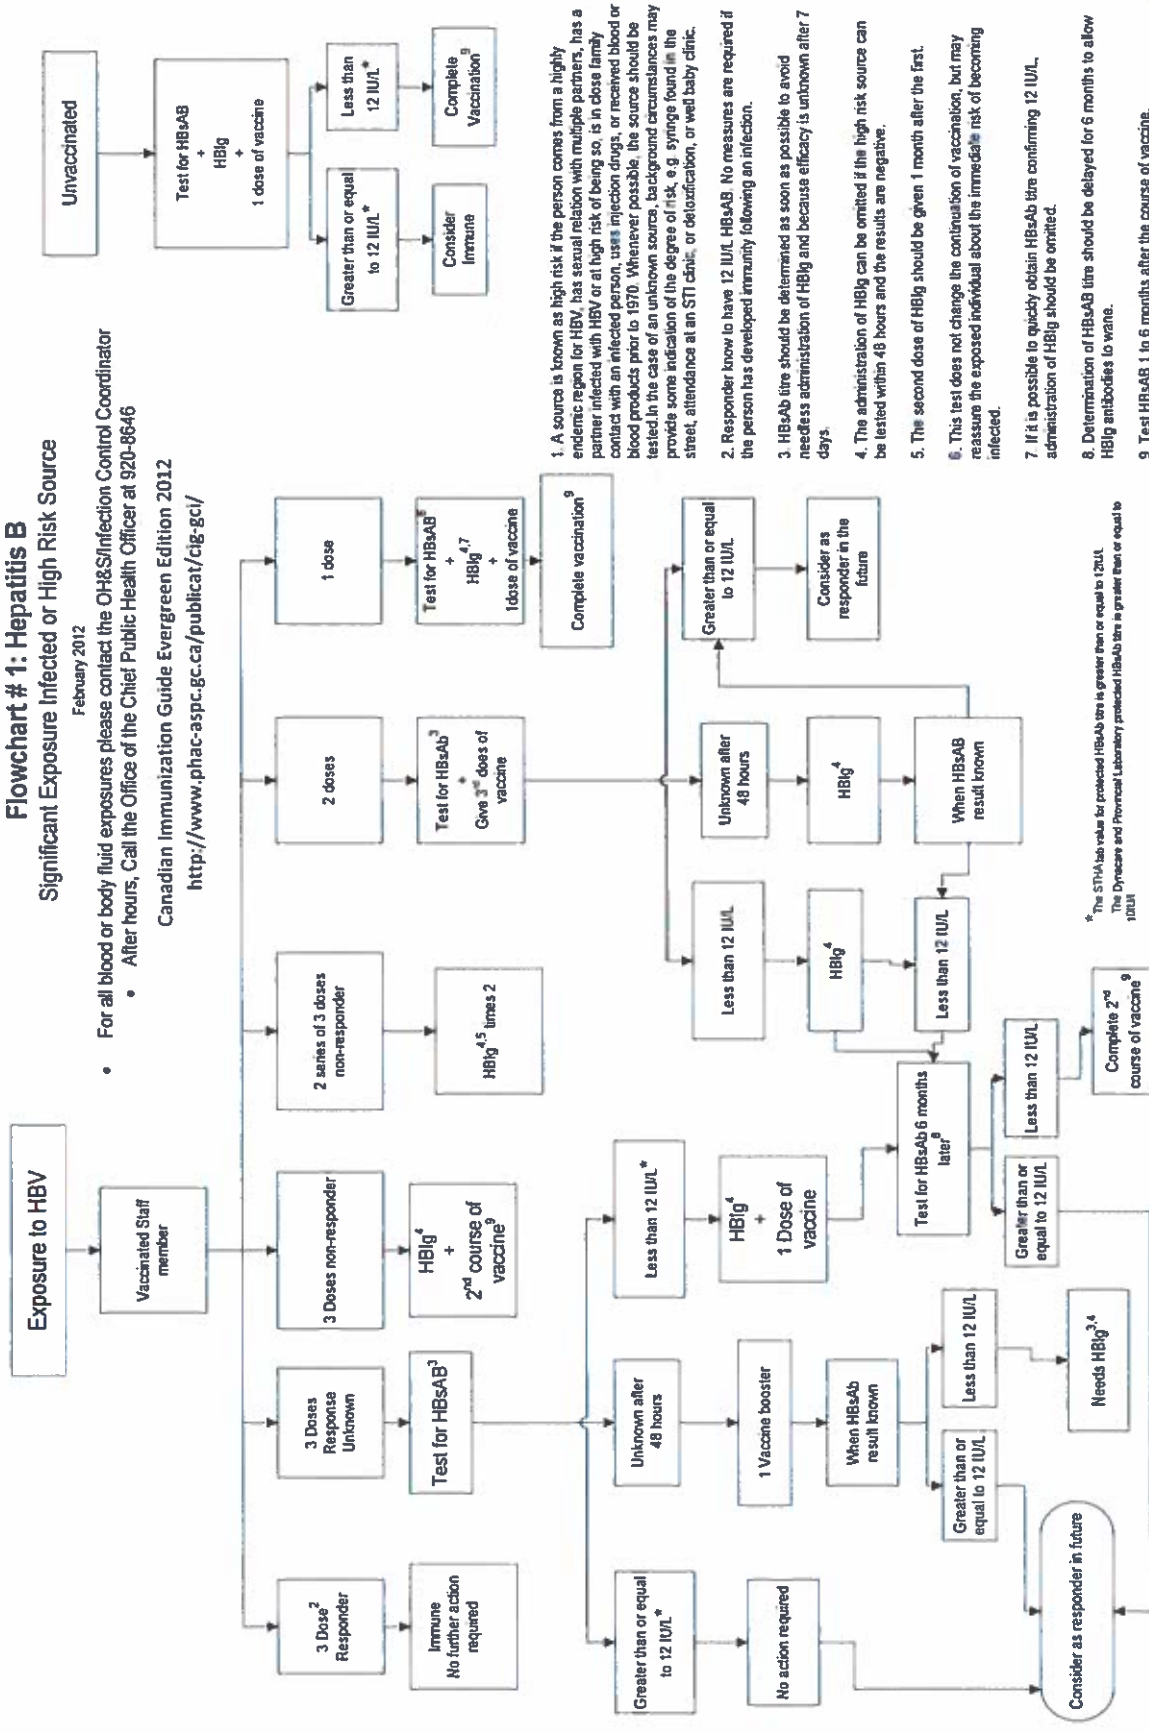 Flowchart # 1: Hepatitis B
Significant Exposure Infected or High Risk Source
February 2012
• For all blood or body fluid exposures please contact the OH&S/Infection Control Coordinator
• After hours, Call the Office of the Chief Public Health Officer at 920-8646
Canadian Immunization Guide Evergreen Edition 2012
http://www.phac-aspc.gc.ca/publicat/cig-gci/
Exposure to HBV
Vaccinated Staff
member
3 Dose2
Responder
Immune
No further action
required
3 Doses
Response
Unknown
Test for HBsAB3
3 Doses non-responder
HBIg4
+
2nd course of
vaccine9
2 series of 3 doses
non-responder
HBIg4,5 times 2
2 doses
Test for HBsAb3
+
Give 3rd does of
vaccine
1 dose
Test for HBsAB6
+
HBIg4,7
+
1dose of vaccine
Complete vaccination9
Unvaccinated
Test for HBsAB
+
HBIg
+
1 dose of vaccine
Greater than or equal
to 12 IU/L*
Consider
Immune
Less than
12 IU/L*
Complete
Vaccination9
Greater than or equal
to 12 IU/L*
No action required
Unknown after
48 hours
1 Vaccine booster
When HBsAb
result known
Greater than or
equal to 12 IU/L
Less than 12 IU/L
Needs HBIg3,4
Consider as responder in future
Less than 12 IU/L*
HBIg4
+
1 Dose of
vaccine
Test for HBsAb 6 months
later8
Greater than or
equal to 12 IU/L
Less than 12 IU/L
Complete 2nd
course of vaccine9
Less than 12 IU/L
HBIg4
Less than 12 IU/L
Unknown after
48 hours
HBIg4
When HBsAB
result known
Greater than or equal
to 12 IU/L
Consider as
responder in the
future
* The STHA lab value for protected HBsAb titre is greater than or equal to 12IU/L
The Dynacare and Provincial Laboratory protected HBsAb titre is greater than or equal to
10IU/l
1. A source is known as high risk if the person comes from a highly
endemic region for HBV, has sexual relation with multiple partners, has a
partner infected with HBV or at high risk of being so, is in close family
contact with an infected person, uses injection drugs, or received blood or
blood products prior to 1970. Whenever possible, the source should be
tested.In the case of an unknown source, background circumstances may
provide some indication of the degree of risk, e.g. syringe found in the
street, attendance at an STI clinic, or detoxification, or well baby clinic.
2. Responder know to have 12 IU/L HBsAB. No measures are required if
the person has developed immunity following an infection.
3. HBsAb titre should be determined as soon as possible to avoid
needless administration of HBIg and because efficacy is unknown after 7
days.
4. The administration of HBIg can be omitted if the high risk source can
be tested within 48 hours and the results are negative.
5. The second dose of HBIg should be given 1 month after the first.
6. This test does not change the continuation of vaccination, but may
reassure the exposed individual about the immediate risk of becoming
infected.
7. If it is possible to quickly obtain HBsAb titre confirming 12 IU/L,
administration of HBIg should be omitted.
8. Determination of HBsAB titre should be delayed for 6 months to allow
HBIg antibodies to wane.
9. Test HBsAB 1 to 6 months after the course of vaccine.